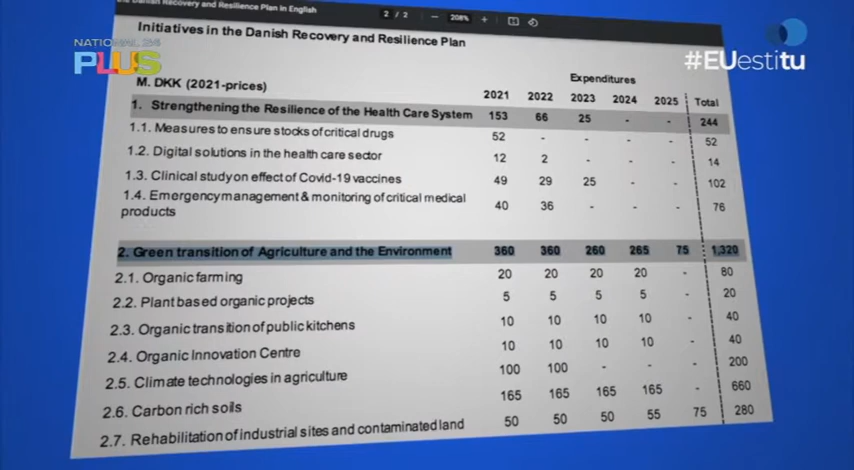 the Danish Recovery and Resilience Plan in English
2 / 2 — 208% +
NATIONAL 24
PLUS
#EUestitu
Initiatives in the Danish Recovery and Resilience Plan
Expenditures
M. DKK (2021-prices) 2021 2022 2023 2024 2025 Total
1. Strengthening the Resilience of the Health Care System 153 66 25 - - 244
1.1. Measures to ensure stocks of critical drugs 52 - - - - 52
1.2. Digital solutions in the health care sector 12 2 - - - 14
1.3. Clinical study on effect of Covid-19 vaccines 49 29 25 - - 102
1.4. Emergency management & monitoring of critical medical
products 40 36 - - - 76
2. Green transition of Agriculture and the Environment 360 360 260 265 75 1,320
2.1. Organic farming 20 20 20 20 - 80
2.2. Plant based organic projects 5 5 5 5 - 20
2.3. Organic transition of public kitchens 10 10 10 10 - 40
2.4. Organic Innovation Centre 10 10 10 10 - 40
2.5. Climate technologies in agriculture 100 100 - - - 200
2.6. Carbon rich soils 165 165 165 165 - 660
2.7. Rehabilitation of industrial sites and contaminated land 50 50 50 55 75 280